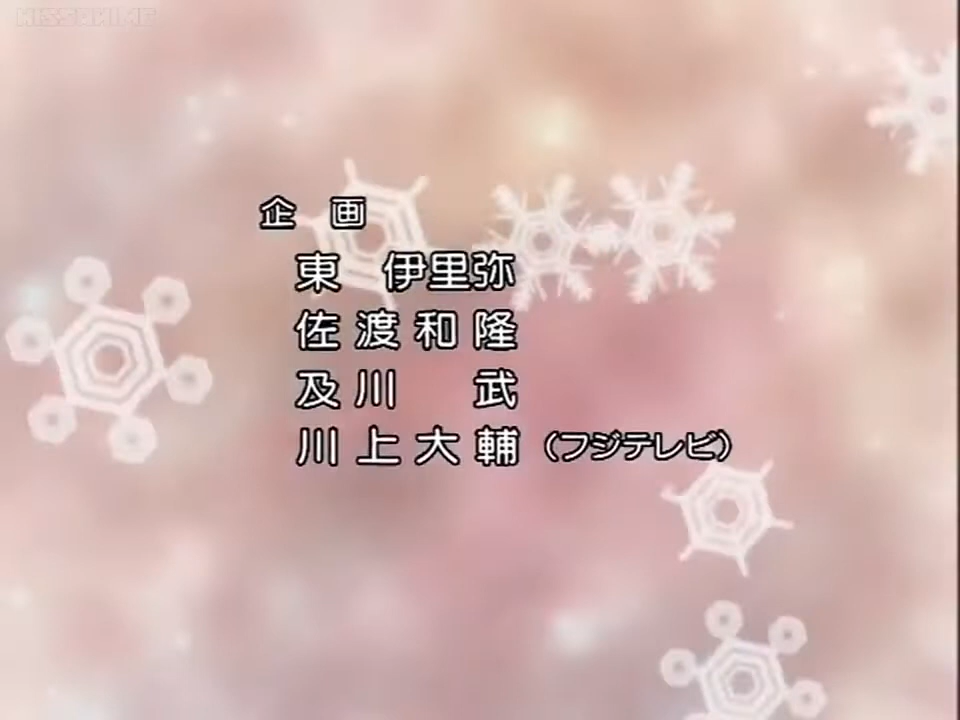 KISSANIME
企 画
東 伊里弥
佐渡和隆
及川 武
川上大輔 (フジテレビ)